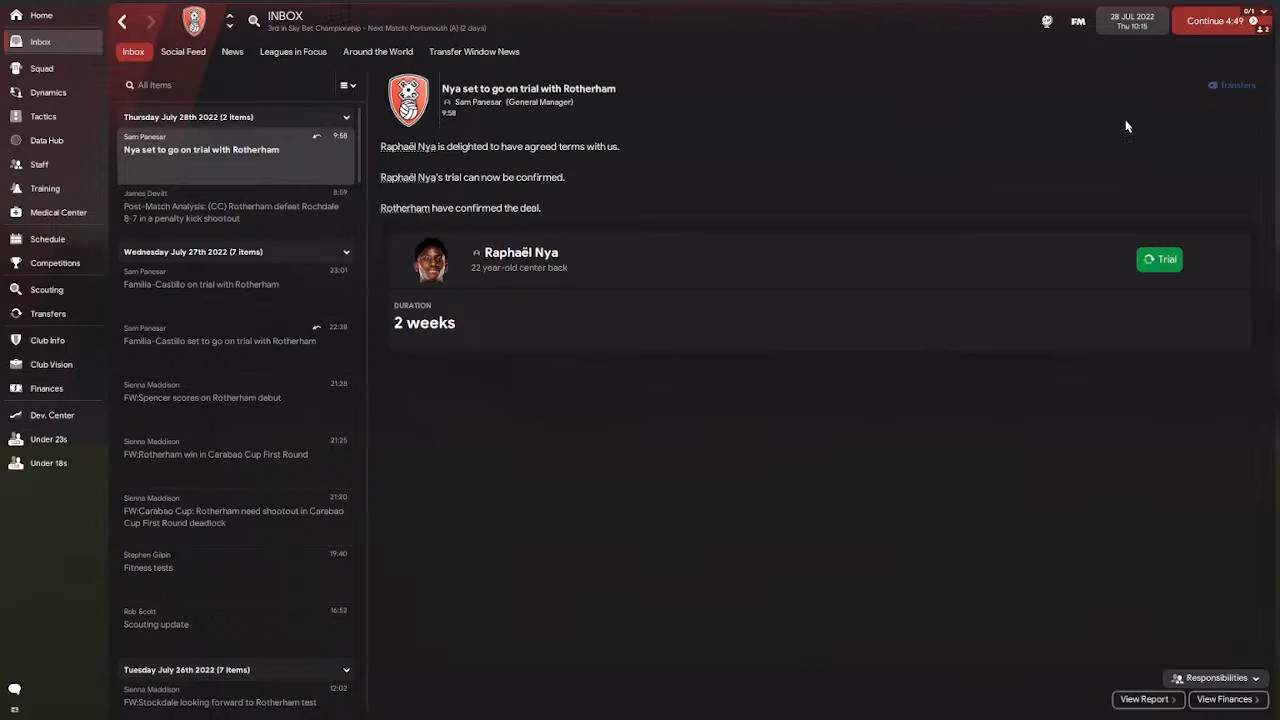 Home
INBOX
3rd in Sky Bet Championship - Next Match: Portsmouth (A) (2 days)
FM
28 JUL 2022
Thu 10:15
Continue 4:49
0/1
2
Inbox
Squad
Dynamics
Tactics
Data Hub
Staff
Training
Medical Center
Schedule
Competitions
Scouting
Transfers
Club Info
Club Vision
Finances
Dev. Center
Under 23s
Under 18s
Inbox Social Feed News Leagues in Focus Around the World Transfer Window News
All Items
Thursday July 28th 2022 (2 items)
Sam Panesar 9:58
Nya set to go on trial with Rotherham
James Devitt 8:59
Post-Match Analysis: (CC) Rotherham defeat Rochdale
8-7 in a penalty kick shootout
Wednesday July 27th 2022 (7 items)
Sam Panesar 23:01
Familia-Castillo on trial with Rotherham
Sam Panesar 22:38
Familia-Castillo set to go on trial with Rotherham
Sienna Maddison 21:28
FW:Spencer scores on Rotherham debut
Sienna Maddison 21:25
FW:Rotherham win in Carabao Cup First Round
Sienna Maddison 21:20
FW:Carabao Cup: Rotherham need shootout in Carabao
Cup First Round deadlock
Stephen Gilpin 19:40
Fitness tests
Rob Scott 16:52
Scouting update
Tuesday July 26th 2022 (7 items)
Sienna Maddison 12:02
FW:Stockdale looking forward to Rotherham test
Nya set to go on trial with Rotherham
Sam Panesar (General Manager)
9:58
Transfers
Raphaël Nya is delighted to have agreed terms with us.
Raphaël Nya's trial can now be confirmed.
Rotherham have confirmed the deal.
Raphaël Nya
22 year-old center back
Trial
DURATION
2 weeks
Responsibilities
View Report
View Finances